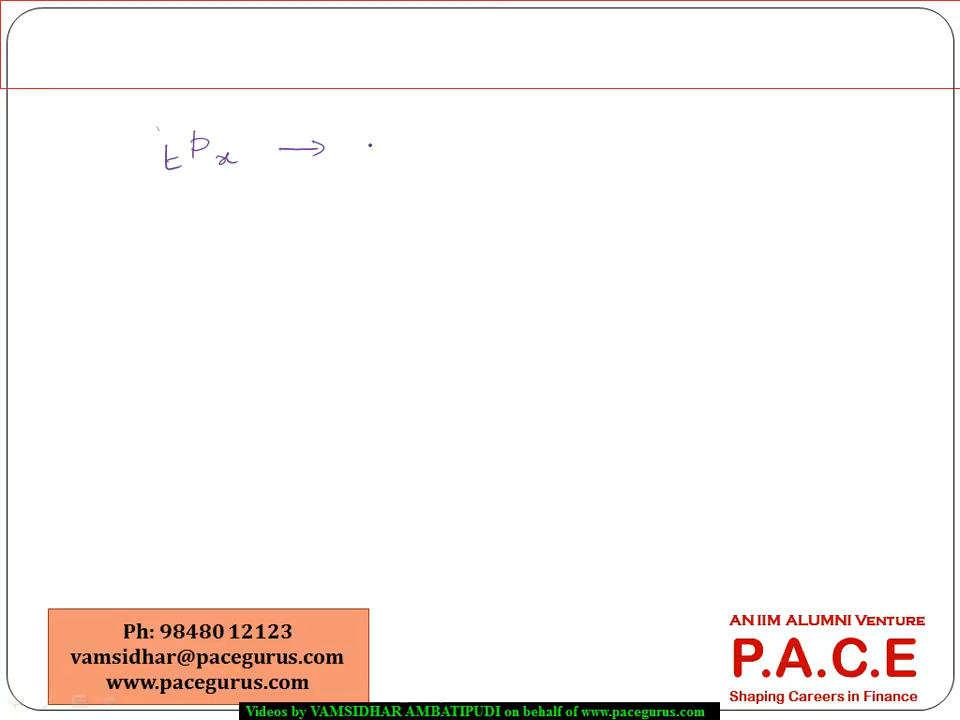 t p x →
Ph: 98480 12123
vamsidhar@pacegurus.com
www.pacegurus.com
AN IIM ALUMNI VENTURE
P.A.C.E
Shaping Careers in Finance
Videos by VAMSIDHAR AMBATIPUDI on behalf of www.pacegurus.com